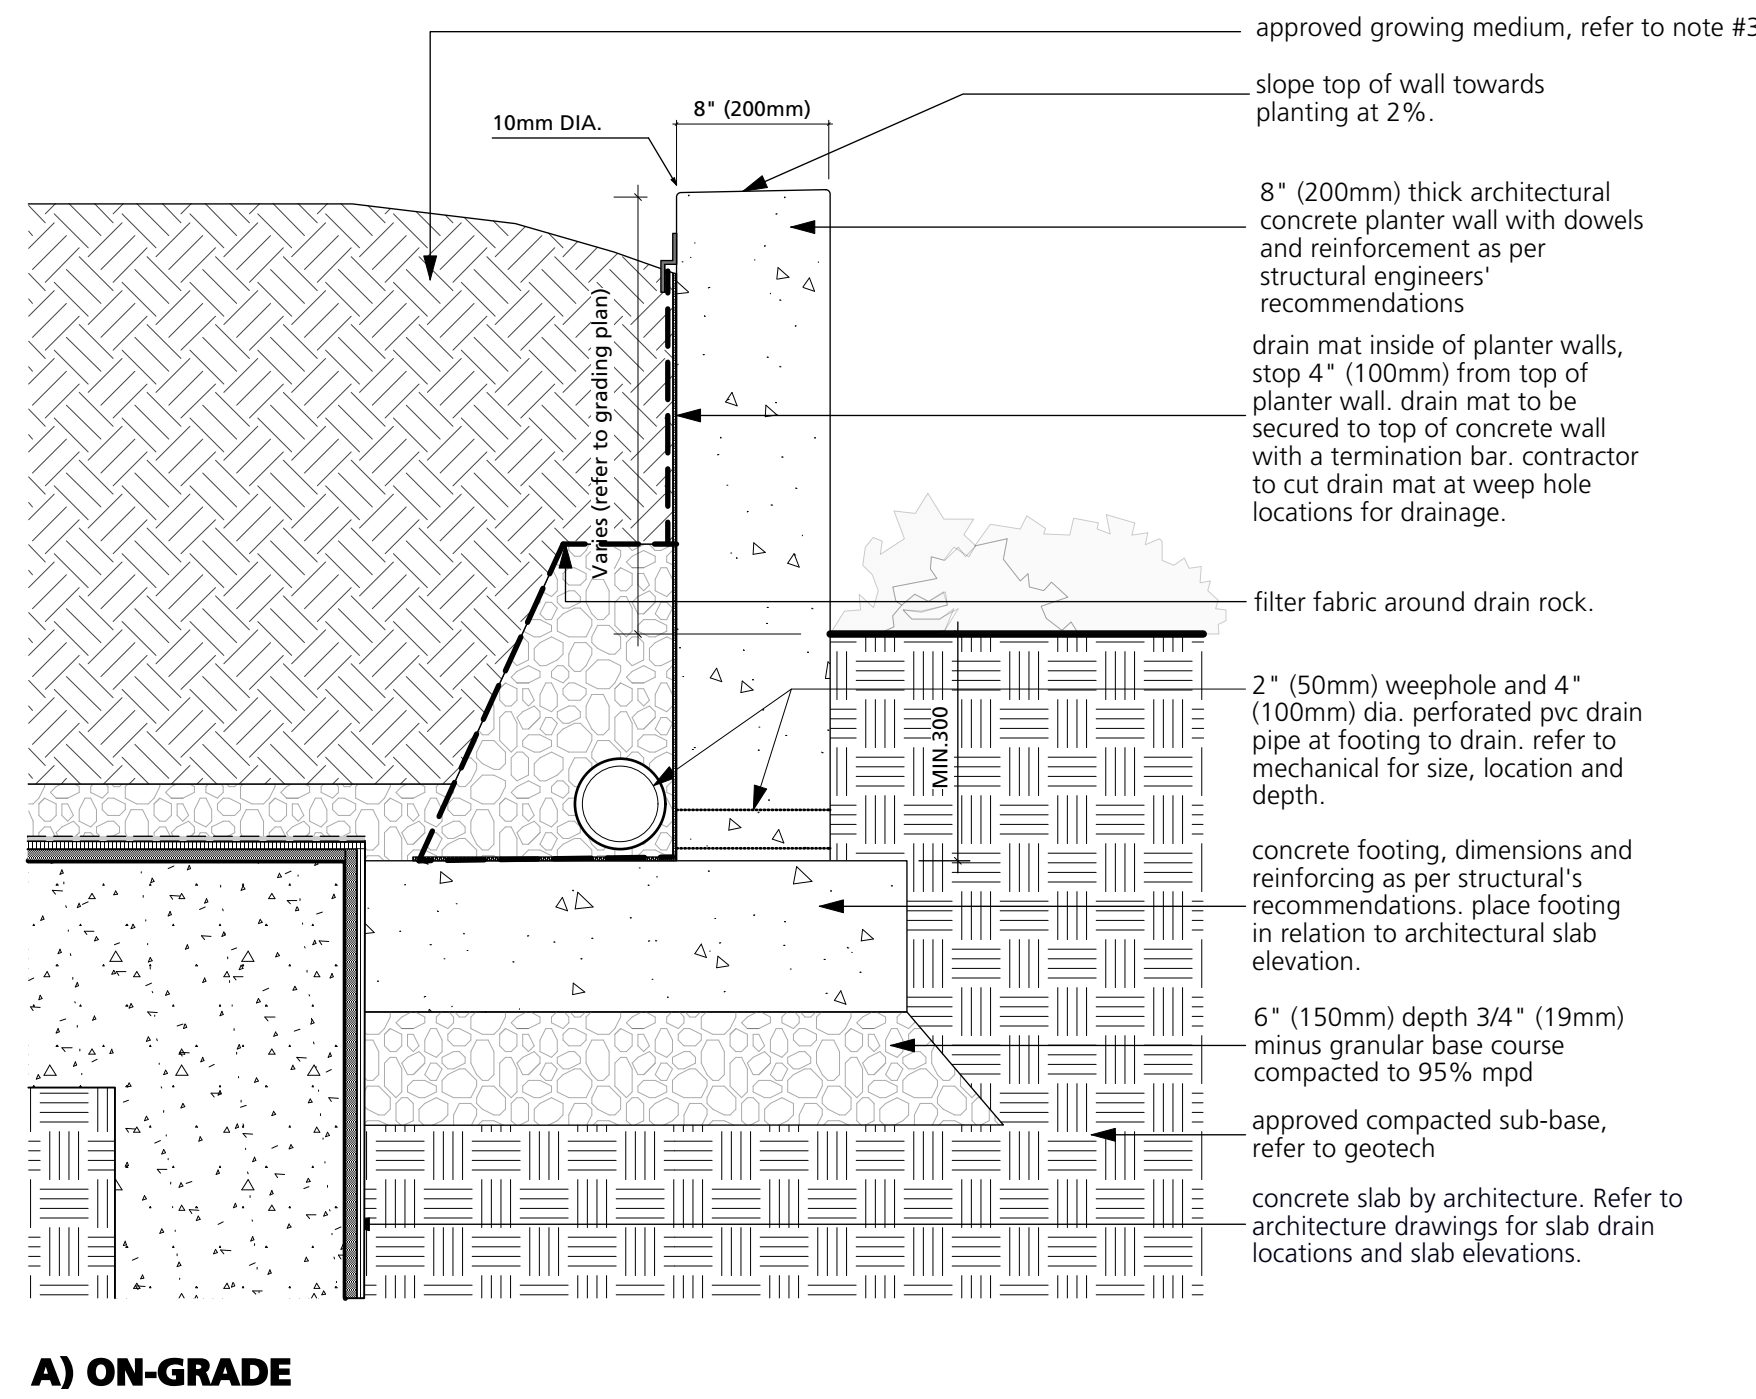 approved growing medium, refer to note #3
slope top of wall towards
planting at 2%.
8" (200mm)
10mm DIA.
8" (200mm) thick architectural
concrete planter wall with dowels
and reinforcement as per
structural engineers'
recommendations
Varies (refer to grading plan)
drain mat inside of planter walls,
stop 4" (100mm) from top of
planter wall. drain mat to be
secured to top of concrete wall
with a termination bar. contractor
to cut drain mat at weep hole
locations for drainage.
filter fabric around drain rock.
2" (50mm) weephole and 4"
(100mm) dia. perforated pvc drain
pipe at footing to drain. refer to
mechanical for size, location and
depth.
MIN.300
concrete footing, dimensions and
reinforcing as per structural's
recommendations. place footing
in relation to architectural slab
elevation.
6" (150mm) depth 3/4" (19mm)
minus granular base course
compacted to 95% mpd
approved compacted sub-base,
refer to geotech
concrete slab by architecture. Refer to
architecture drawings for slab drain
locations and slab elevations.
A) ON-GRADE